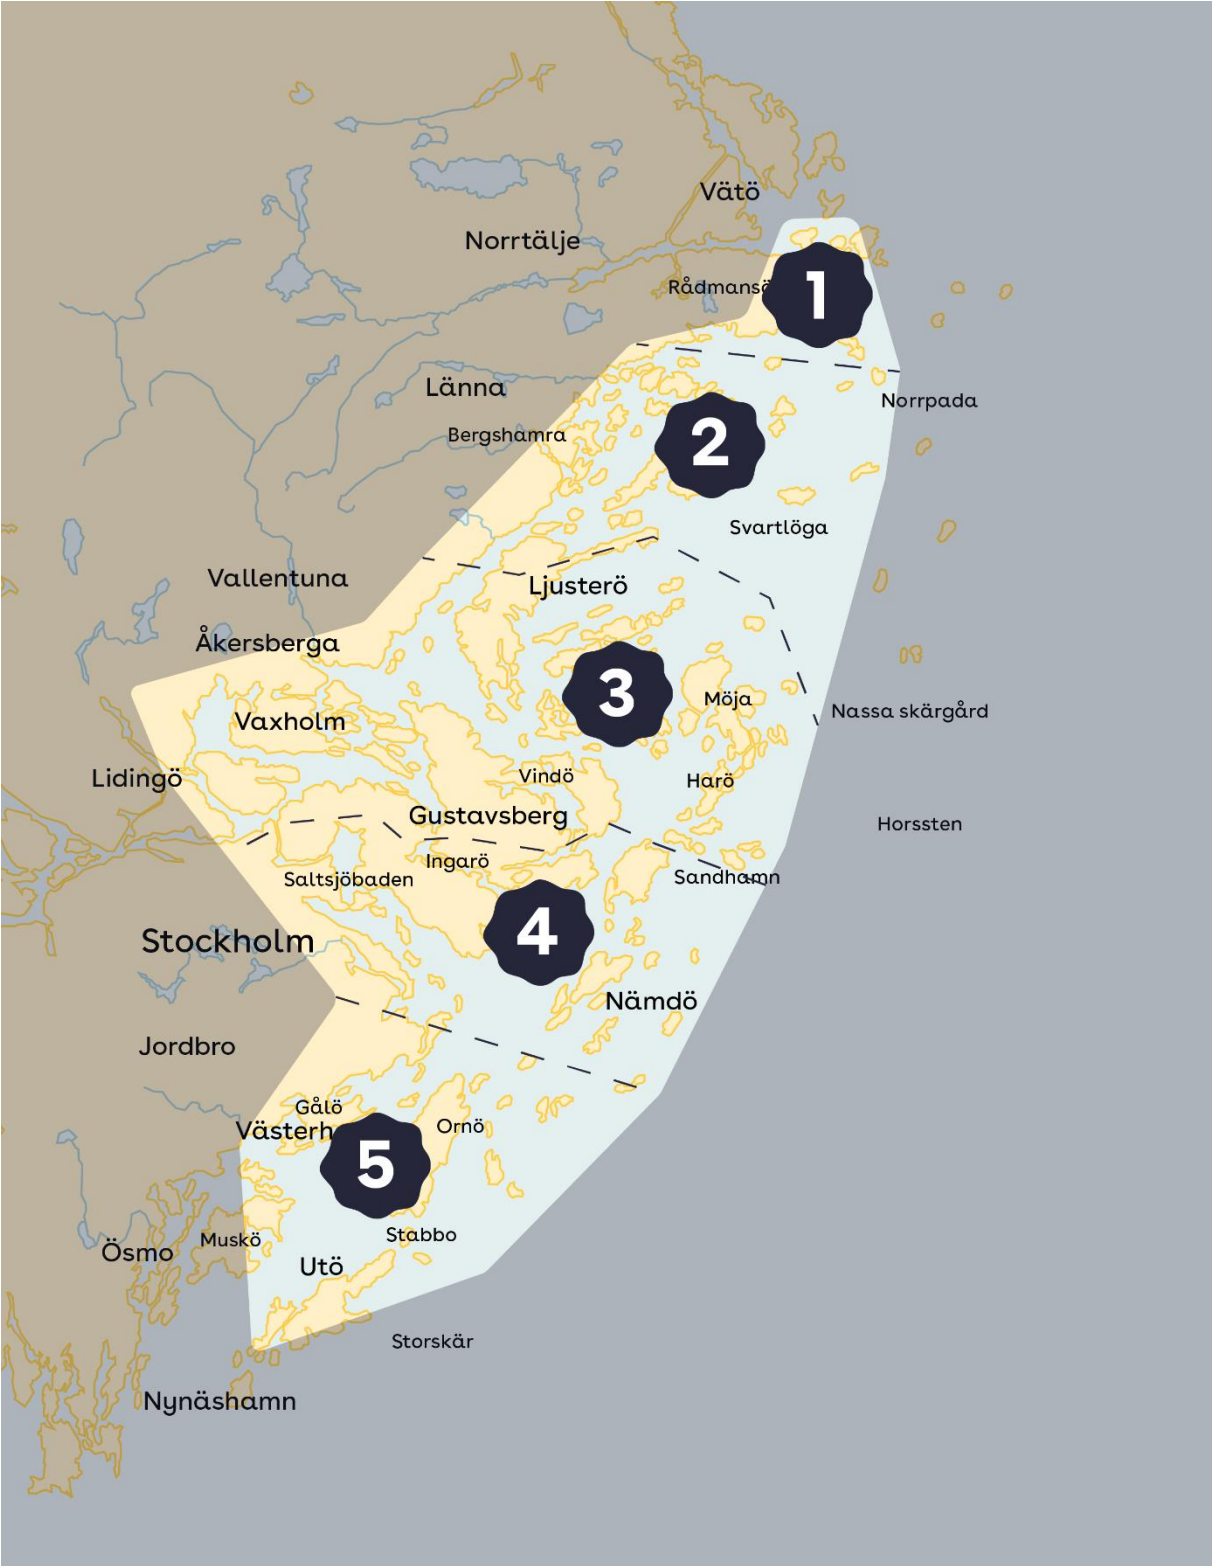 Vätö
Norrtälje
Rådmansö
1
Länna
Norrpada
Bergshamra
2
Svartlöga
Vallentuna
Ljusterö
Åkersberga
3
Möja
Nassa skärgård
Vaxholm
Lidingö
Vindö
Harö
Gustavsberg
Horssten
Ingarö
Saltsjöbaden
Sandhamn
4
Stockholm
Nämdö
Jordbro
Gålö
Västerh
Ornö
5
Stabbo
Muskö
Ösmo
Utö
Storskär
Nynäshamn